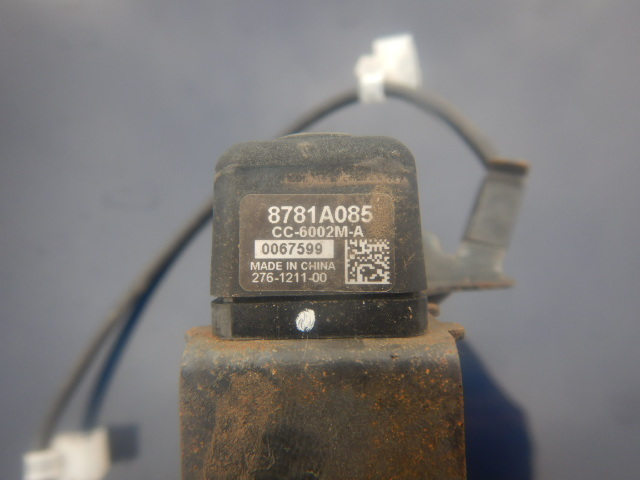 8781A085
CC-6002M-A
0067599
MADE IN CHINA
276-1211-00